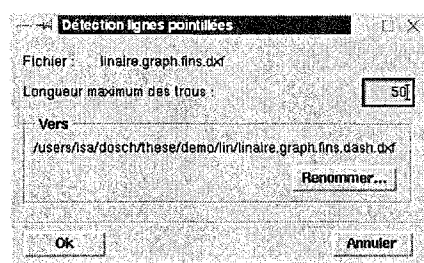 Détection lignes pointillées
Fichier : linaire.graph.fins.dxf
Longueur maximum des trous : 50
Vers
/users/isa/dosch/these/demo/lin/linaire.graph.fins.dash.dxf
Renommer...
Ok Annuler